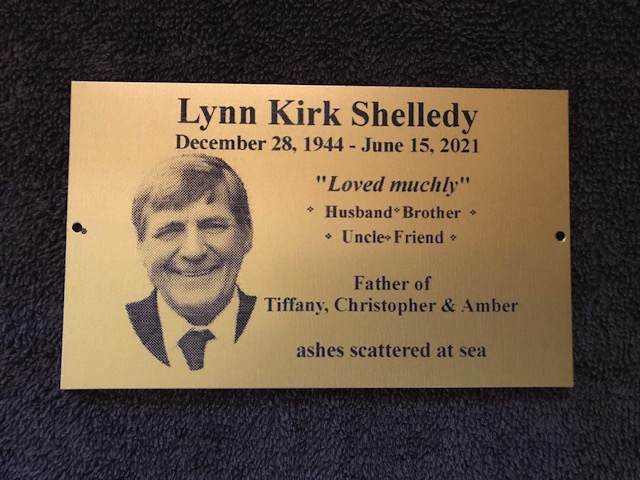 Lynn Kirk Shelledy
December 28, 1944 - June 15, 2021
"Loved muchly"
❖ Husband❖Brother ❖
❖ Uncle❖Friend ❖
Father of
Tiffany, Christopher & Amber
ashes scattered at sea